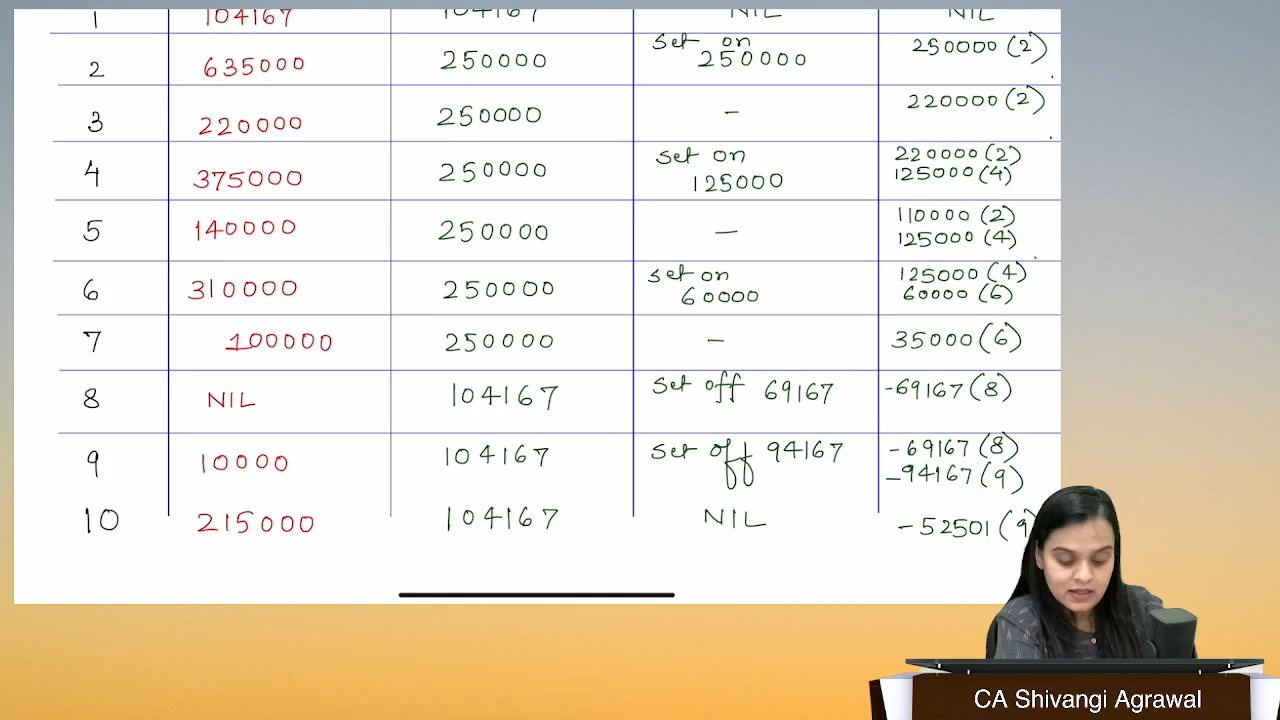 1 104167 104167 NIL NIL
2 635000 250000 set on 250000 250000 (2)
3 220000 250000 - 220000 (2)
4 375000 250000 set on 125000 220000 (2)
125000 (4)
5 140000 250000 - 110000 (2)
125000 (4)
6 310000 250000 set on 60000 125000 (4)
60000 (6)
7 100000 250000 - 35000 (6)
8 NIL 104167 set off 69167 -69167 (8)
9 10000 104167 set off 94167 -69167 (8)
-94167 (9)
10 215000 104167 NIL -52501 (9)
CA Shivangi Agrawal